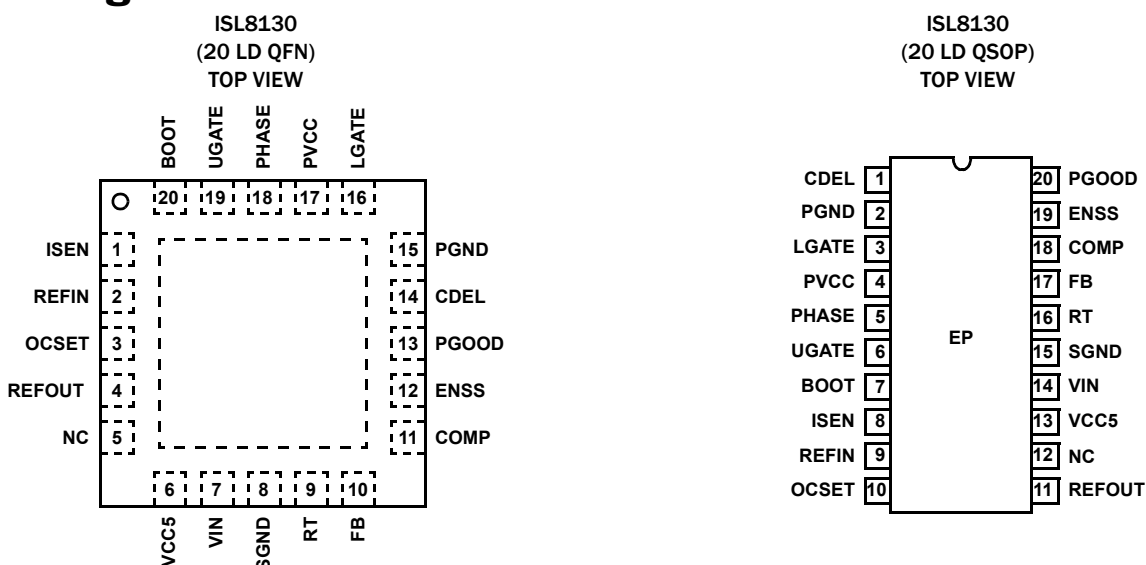 ISL8130
(20 LD QFN)
TOP VIEW
BOOT
UGATE
PHASE
PVCC
LGATE
20 19 18 17 16
ISEN 1
REFIN 2
OCSET 3
REFOUT 4
NC 5
15 PGND
14 CDEL
13 PGOOD
12 ENSS
11 COMP
6 7 8 9 10
VCC5
VIN
SGND
RT
FB
ISL8130
(20 LD QSOP)
TOP VIEW
CDEL 1
PGND 2
LGATE 3
PVCC 4
PHASE 5
UGATE 6
BOOT 7
ISEN 8
REFIN 9
OCSET 10
EP
20 PGOOD
19 ENSS
18 COMP
17 FB
16 RT
15 SGND
14 VIN
13 VCC5
12 NC
11 REFOUT